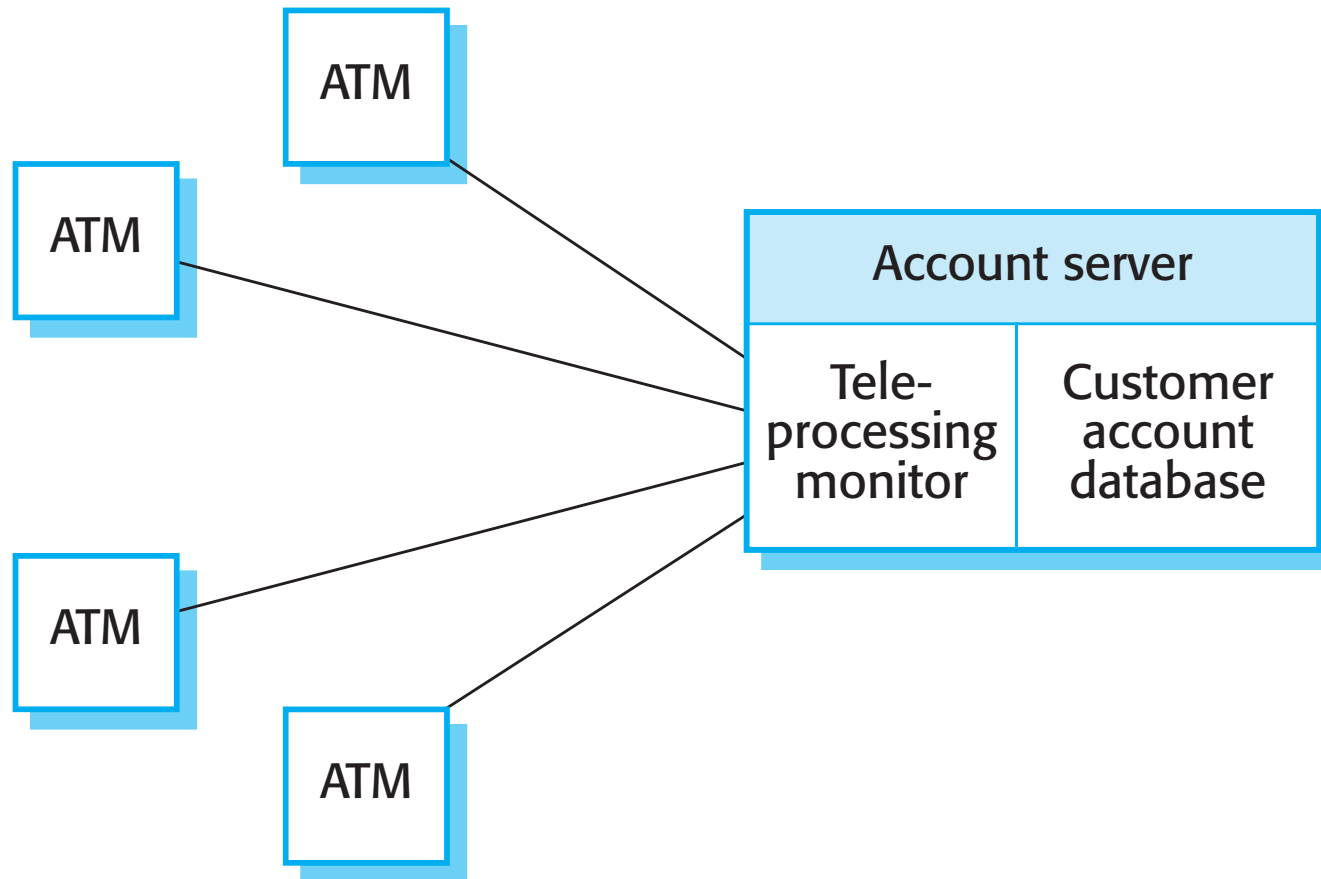 ATM
ATM
Account server
Tele-
processing
monitor
Customer
account
database
ATM
ATM